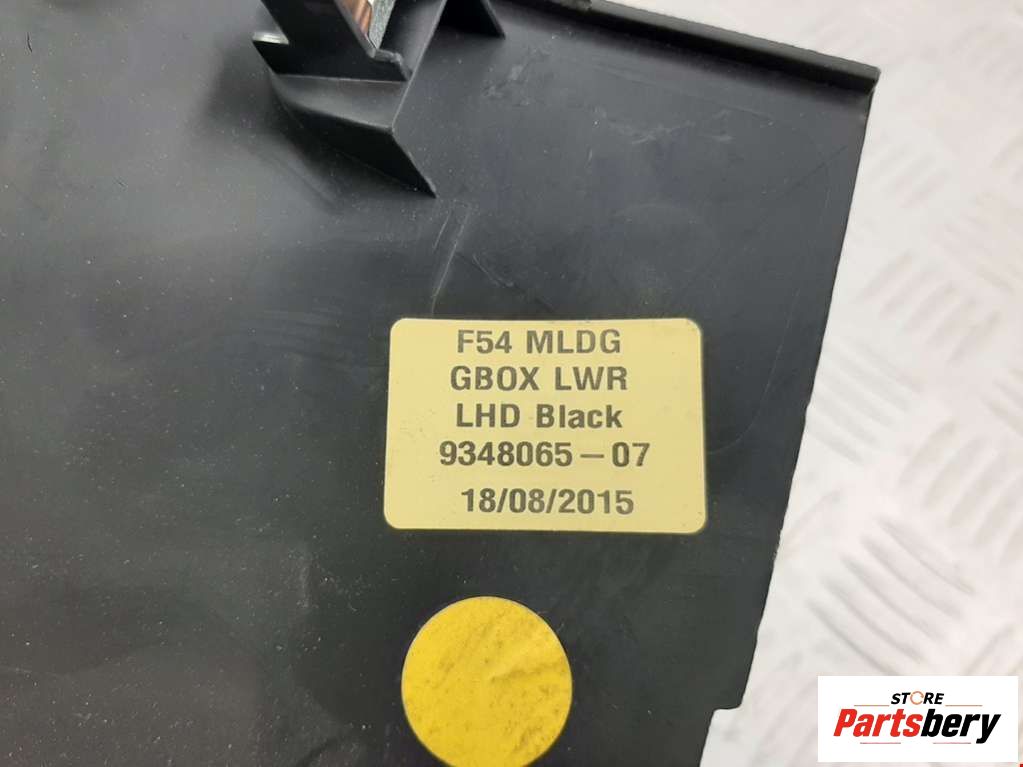 F54 MLDG
GBOX LWR
LHD Black
9348065-07
18/08/2015
STORE
Partsbery